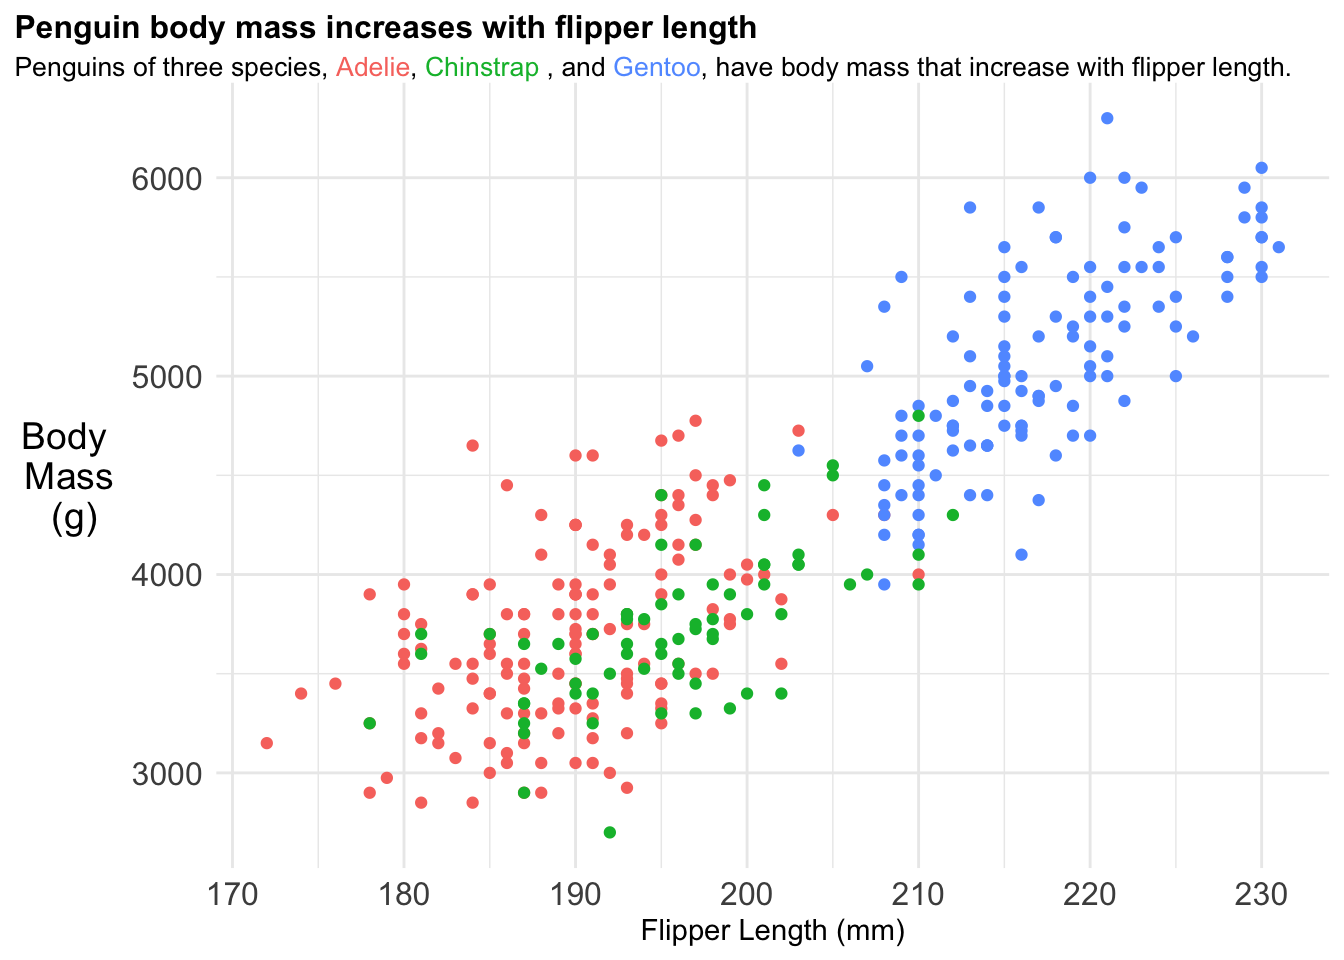 Penguin body mass increases with flipper length
Penguins of three species, Adelie, Chinstrap , and Gentoo, have body mass that increase with flipper length.
6000
5000
4000
3000
Body
Mass
(g)
170 180 190 200 210 220 230
Flipper Length (mm)